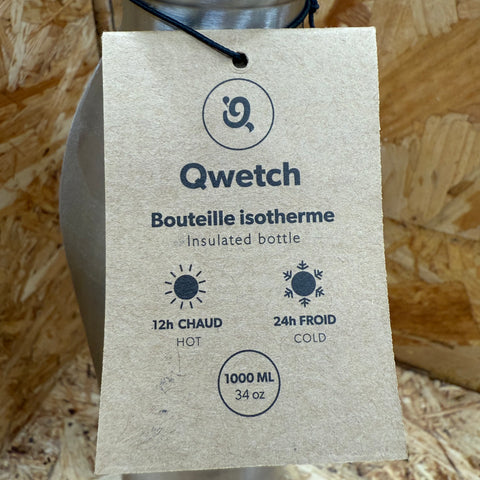 Qwetch
Bouteille isotherme
Insulated bottle
12h CHAUD
HOT
24h FROID
COLD
1000 ML
34 oz